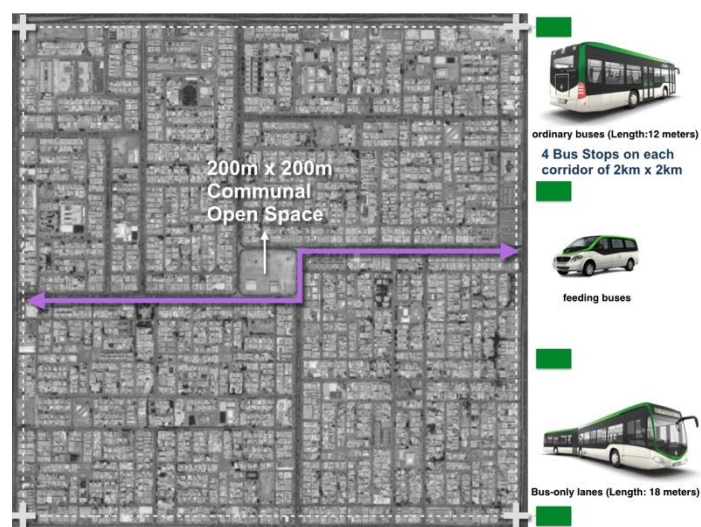 200m x 200m
Communal
Open Space
ordinary buses (Length:12 meters)
4 Bus Stops on each
corridor of 2km x 2km
feeding buses
Bus-only lanes (Length: 18 meters)